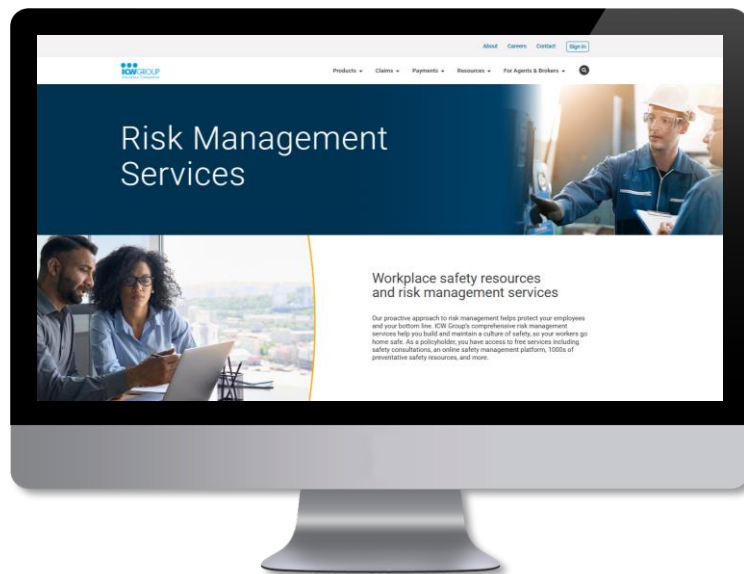 About Careers Contact Sign In
ICWGROUP
Insurance Companies
Products Claims Payments Resources For Agents & Brokers
Risk Management
Services
Workplace safety resources
and risk management services
Our proactive approach to risk management helps protect your employees
and your bottom line. ICW Group's comprehensive risk management
services help you build and maintain a culture of safety, so your workers go
home safe. As a policyholder, you have access to free services including
safety consultations, an online safety management platform, 1000s of
preventative safety resources, and more.